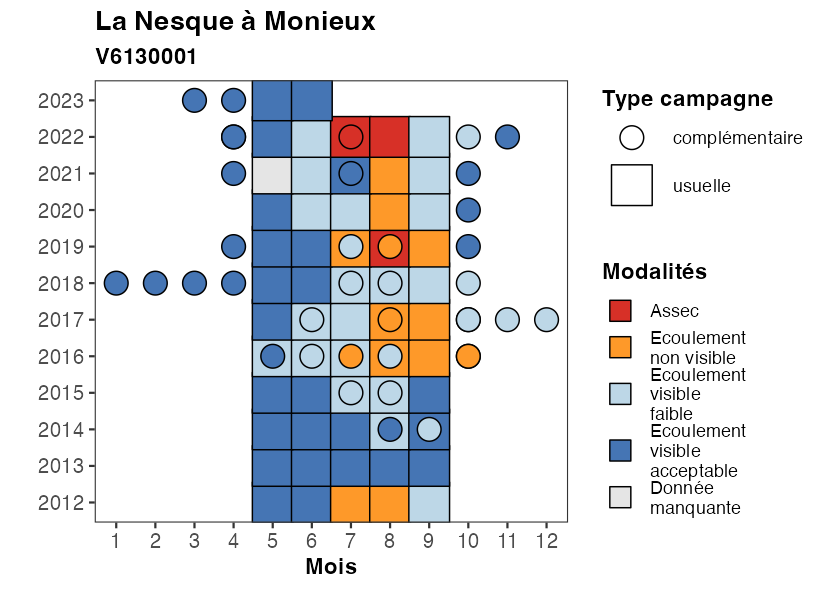 La Nesque à Monieux
V6130001
2023
2022
2021
2020
2019
2018
2017
2016
2015
2014
2013
2012
1 2 3 4 5 6 7 8 9 10 11 12
Mois
Type campagne
complémentaire
usuelle
Modalités
Assec
Ecoulement
non visible
Ecoulement
visible
faible
Ecoulement
visible
acceptable
Donnée
manquante